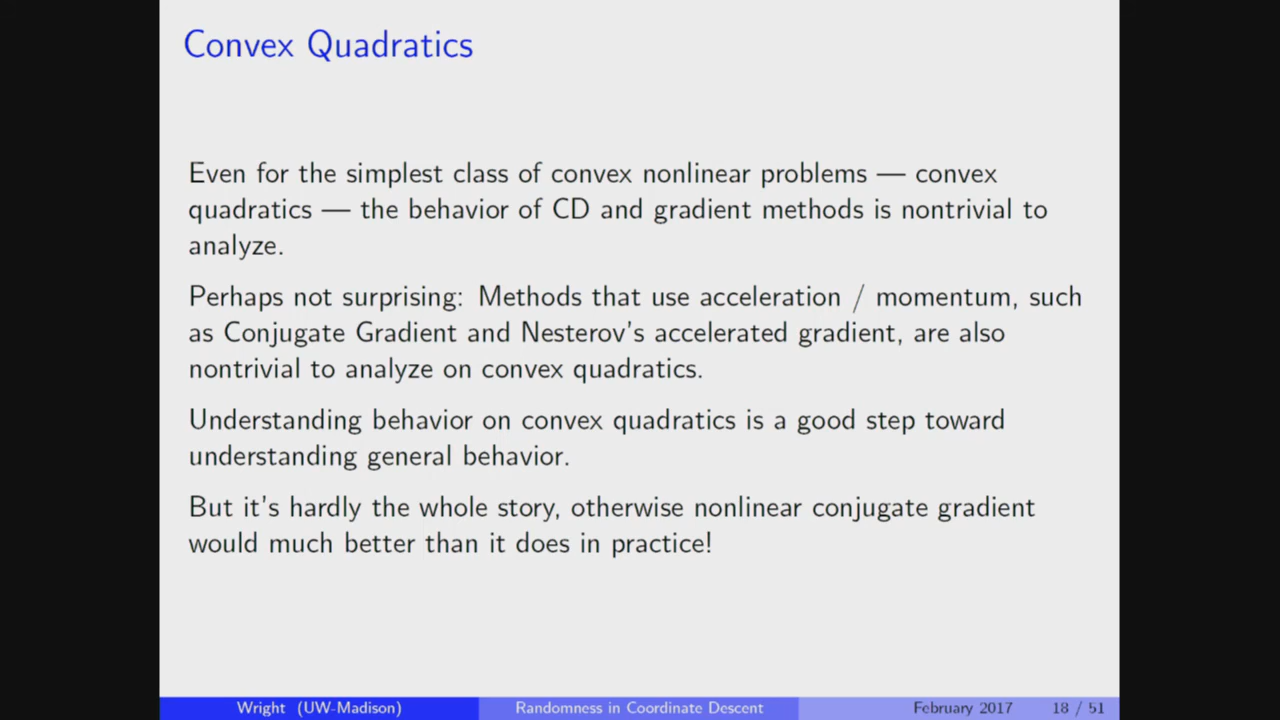 Convex Quadratics
Even for the simplest class of convex nonlinear problems — convex
quadratics — the behavior of CD and gradient methods is nontrivial to
analyze.
Perhaps not surprising: Methods that use acceleration / momentum, such
as Conjugate Gradient and Nesterov's accelerated gradient, are also
nontrivial to analyze on convex quadratics.
Understanding behavior on convex quadratics is a good step toward
understanding general behavior.
But it's hardly the whole story, otherwise nonlinear conjugate gradient
would much better than it does in practice!
Wright (UW-Madison) Randomness in Coordinate Descent February 2017 18 / 51